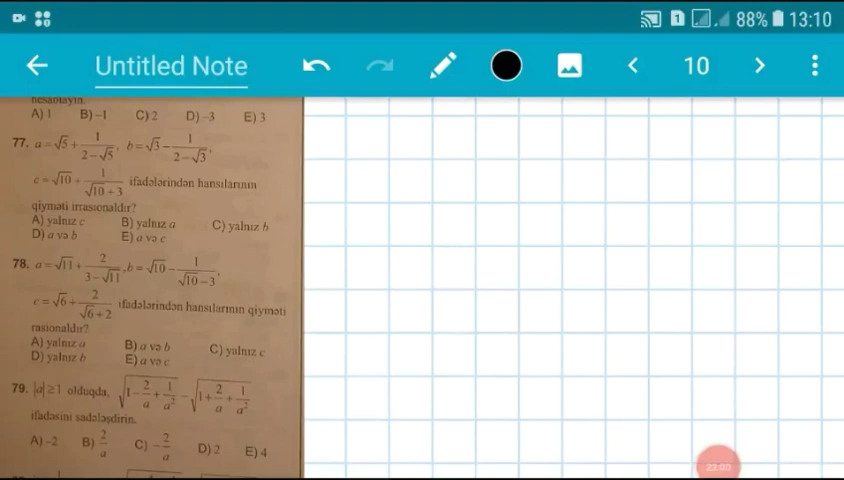 1 88% 13:10
Untitled Note 10
hesablayın.
A) 1 B) –1 C) 2 D) –3 E) 3
77. a = √5 + 1/(2–√5), b = √3 – 1/(2–√3),
c = √10 + 1/(√10+3) ifadələrindən hansılarının
qiyməti irrasionaldır?
A) yalnız c B) yalnız a C) yalnız b
D) a və b E) a və c
78. a = √11 + 2/(3–√11), b = √10 – 1/(√10–3),
c = √6 + 2/(√6+2) ifadələrindən hansılarının qiyməti
rasionaldır?
A) yalnız a B) a və b C) yalnız c
D) yalnız b E) a və c
79. |a| ≥ 1 olduqda, √(1 – 2/a + 1/a²) – √(1 + 2/a + 1/a²)
ifadəsini sadələşdirin.
A) –2 B) 2/a C) –2/a D) 2 E) 4
23:00